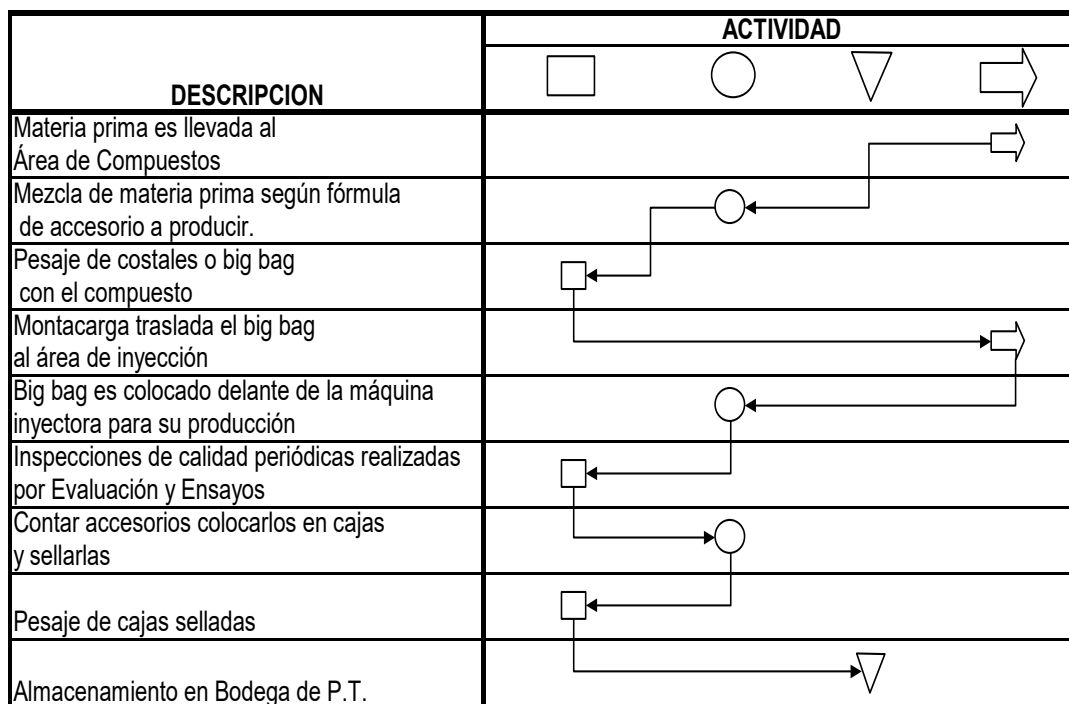 ACTIVIDAD
DESCRIPCION
Materia prima es llevada al
Área de Compuestos
Mezcla de materia prima según fórmula
de accesorio a producir.
Pesaje de costales o big bag
con el compuesto
Montacarga traslada el big bag
al área de inyección
Big bag es colocado delante de la máquina
inyectora para su producción
Inspecciones de calidad periódicas realizadas
por Evaluación y Ensayos
Contar accesorios colocarlos en cajas
y sellarlas
Pesaje de cajas selladas
Almacenamiento en Bodega de P.T.